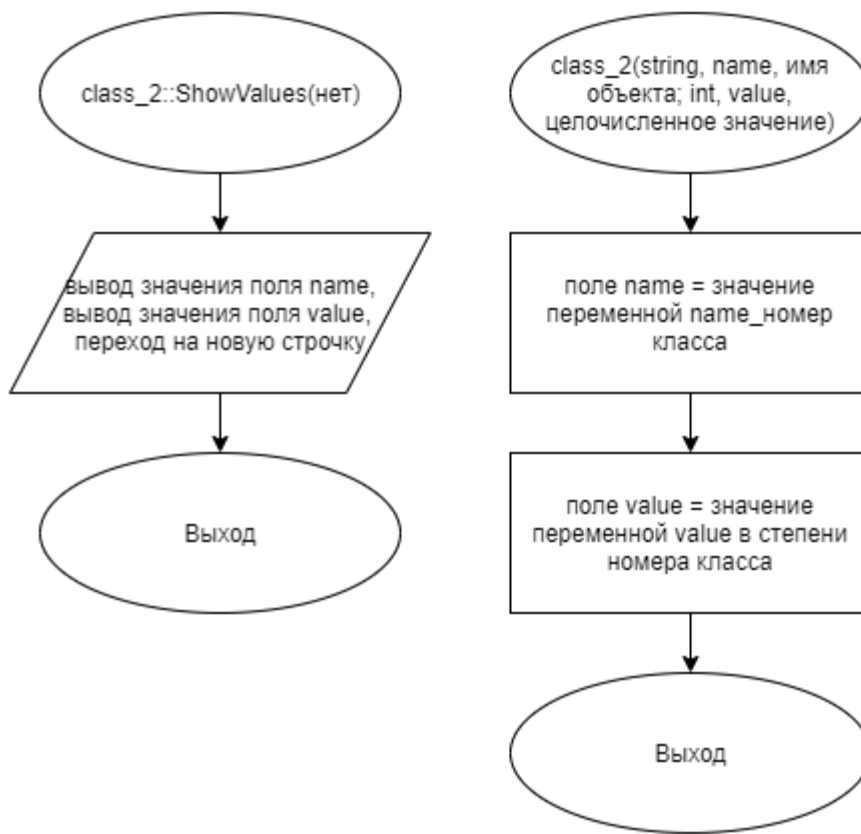 class_2::ShowValues(нет)
вывод значения поля name,
вывод значения поля value,
переход на новую строчку
Выход
class_2(string, name, имя
объекта; int, value,
целочисленное значение)
поле name = значение
переменной name_номер
класса
поле value = значение
переменной value в степени
номера класса
Выход